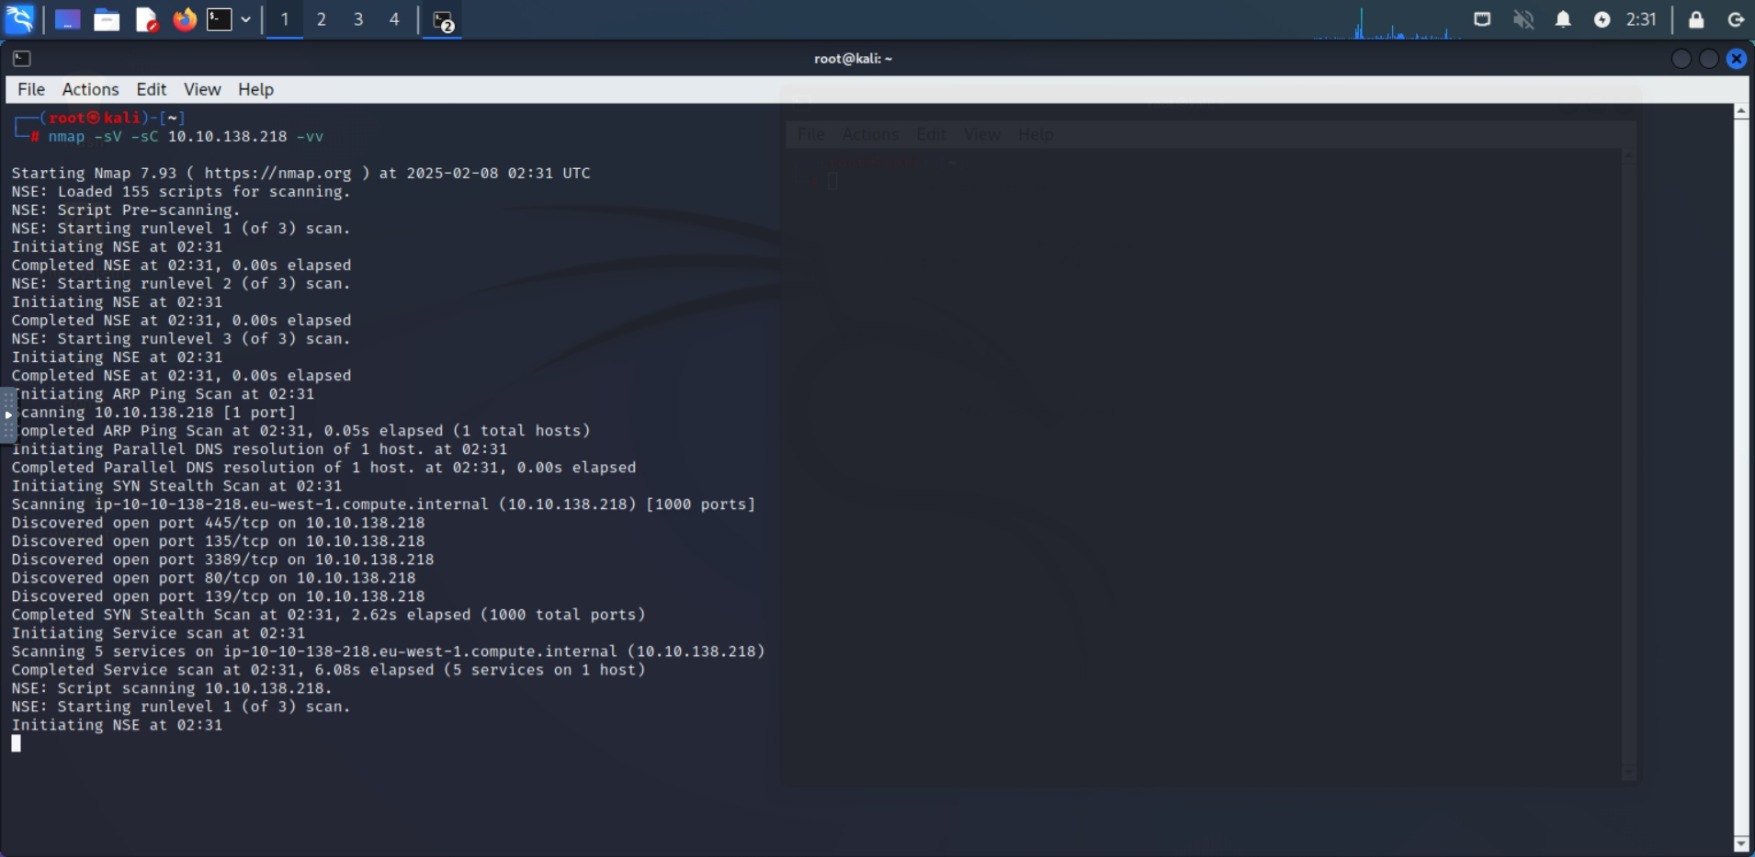 1 2 3 4 2 2:31
root@kali: ~
File Actions Edit View Help
┌──(root㉿kali)-[~]
└─# nmap -sV -sC 10.10.138.218 -vv
File Actions Edit View Help
Starting Nmap 7.93 ( https://nmap.org ) at 2025-02-08 02:31 UTC
NSE: Loaded 155 scripts for scanning.
NSE: Script Pre-scanning.
NSE: Starting runlevel 1 (of 3) scan.
Initiating NSE at 02:31
Completed NSE at 02:31, 0.00s elapsed
NSE: Starting runlevel 2 (of 3) scan.
Initiating NSE at 02:31
Completed NSE at 02:31, 0.00s elapsed
NSE: Starting runlevel 3 (of 3) scan.
Initiating NSE at 02:31
Completed NSE at 02:31, 0.00s elapsed
Initiating ARP Ping Scan at 02:31
Scanning 10.10.138.218 [1 port]
Completed ARP Ping Scan at 02:31, 0.05s elapsed (1 total hosts)
Initiating Parallel DNS resolution of 1 host. at 02:31
Completed Parallel DNS resolution of 1 host. at 02:31, 0.00s elapsed
Initiating SYN Stealth Scan at 02:31
Scanning ip-10-10-138-218.eu-west-1.compute.internal (10.10.138.218) [1000 ports]
Discovered open port 445/tcp on 10.10.138.218
Discovered open port 135/tcp on 10.10.138.218
Discovered open port 3389/tcp on 10.10.138.218
Discovered open port 80/tcp on 10.10.138.218
Discovered open port 139/tcp on 10.10.138.218
Completed SYN Stealth Scan at 02:31, 2.62s elapsed (1000 total ports)
Initiating Service scan at 02:31
Scanning 5 services on ip-10-10-138-218.eu-west-1.compute.internal (10.10.138.218)
Completed Service scan at 02:31, 6.08s elapsed (5 services on 1 host)
NSE: Script scanning 10.10.138.218.
NSE: Starting runlevel 1 (of 3) scan.
Initiating NSE at 02:31